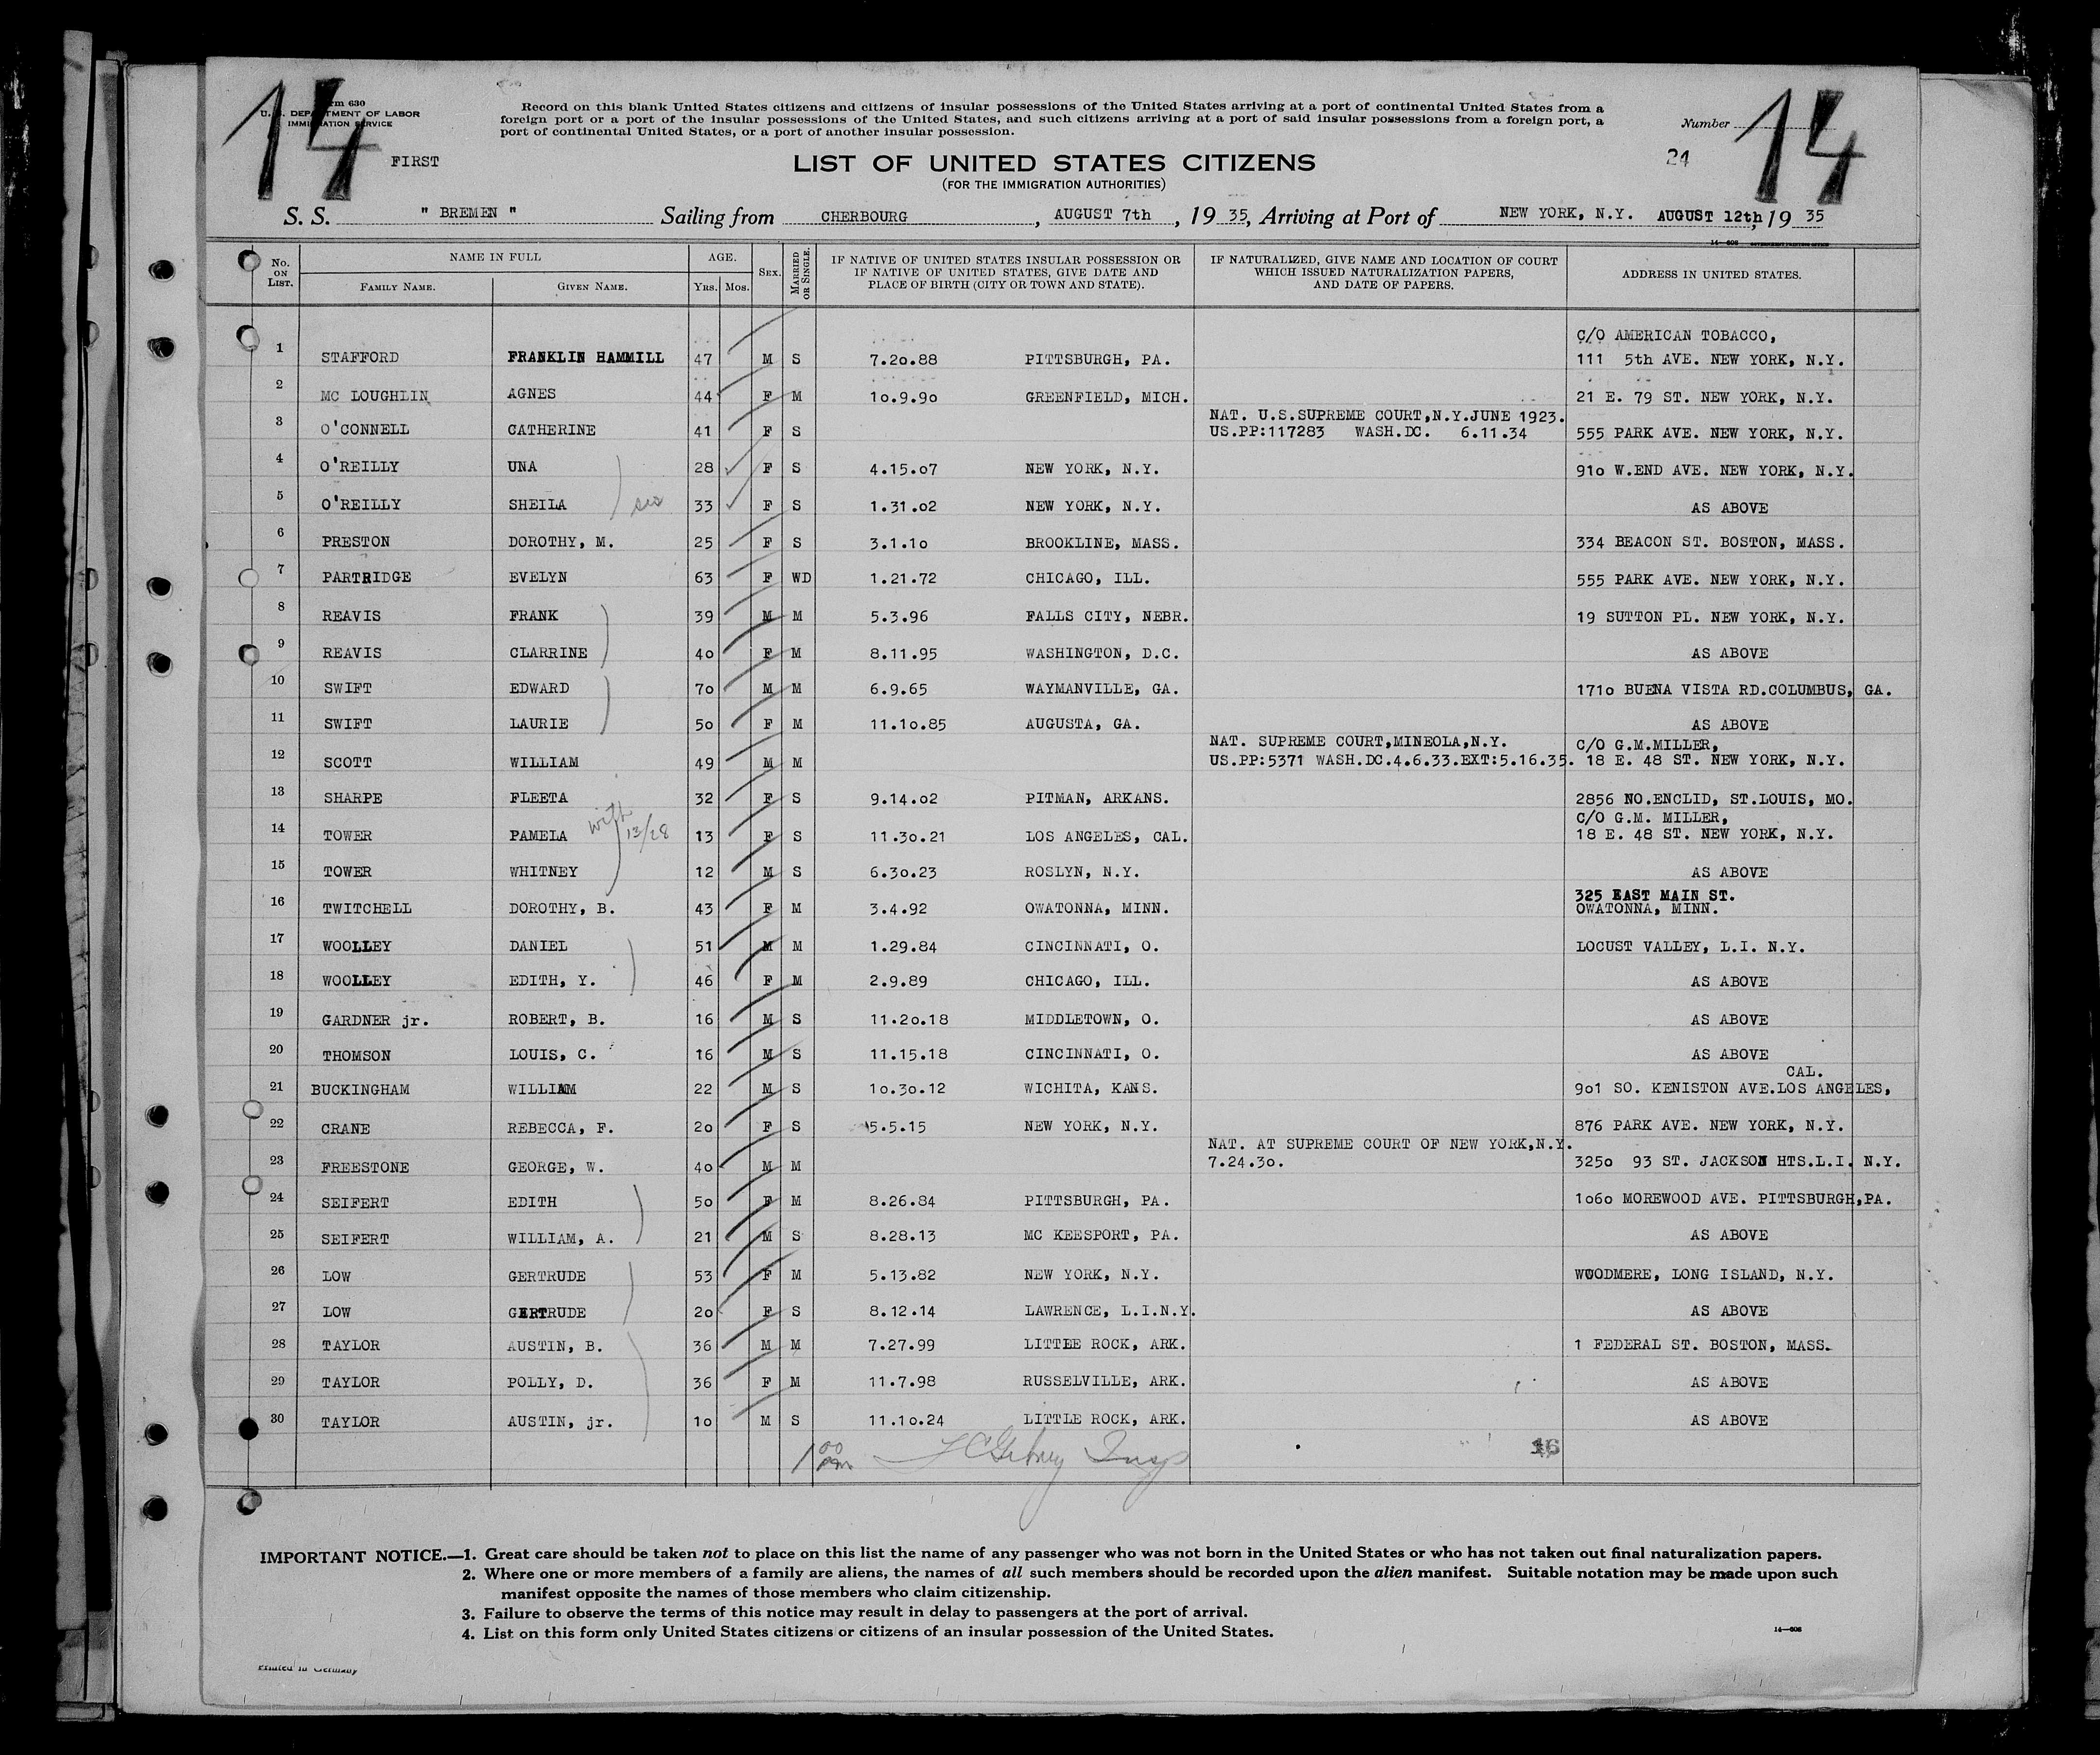 14 14
Form 630
U. S. DEPARTMENT OF LABOR
IMMIGRATION SERVICE
FIRST
Record on this blank United States citizens and citizens of insular possessions of the United States arriving at a port of continental United States from a
foreign port or a port of the insular possessions of the United States, and such citizens arriving at a port of said insular possessions from a foreign port, a
port of continental United States, or a port of another insular possession.
Number
24
LIST OF UNITED STATES CITIZENS
(FOR THE IMMIGRATION AUTHORITIES)
S. S. " BREMEN " Sailing from CHERBOURG, AUGUST 7th, 19 35, Arriving at Port of NEW YORK, N.Y. AUGUST 12th, 19 35
14—608 GOVERNMENT PRINTING OFFICE
No. ON LIST. NAME IN FULL FAMILY NAME. GIVEN NAME. AGE. YRS. MOS. SEX. MARRIED OR SINGLE. IF NATIVE OF UNITED STATES INSULAR POSSESSION OR IF NATIVE OF UNITED STATES, GIVE DATE AND PLACE OF BIRTH (CITY OR TOWN AND STATE). IF NATURALIZED, GIVE NAME AND LOCATION OF COURT WHICH ISSUED NATURALIZATION PAPERS, AND DATE OF PAPERS. ADDRESS IN UNITED STATES.
C/O AMERICAN TOBACCO,
1 STAFFORD FRANKLIN HAMMILL 47 M S 7.20.88 PITTSBURGH, PA. 111 5th AVE. NEW YORK, N.Y.
2 MC LOUGHLIN AGNES 44 F M 10.9.90 GREENFIELD, MICH. 21 E. 79 ST. NEW YORK, N.Y.
NAT. U.S.SUPREME COURT,N.Y.JUNE 1923.
3 O'CONNELL CATHERINE 41 F S US.PP:117283 WASH.DC. 6.11.34 555 PARK AVE. NEW YORK, N.Y.
4 O'REILLY UNA 28 F S 4.15.07 NEW YORK, N.Y. 910 W.END AVE. NEW YORK, N.Y.
5 O'REILLY SHEILA sis 33 F S 1.31.02 NEW YORK, N.Y. AS ABOVE
6 PRESTON DOROTHY, M. 25 F S 3.1.10 BROOKLINE, MASS. 334 BEACON ST. BOSTON, MASS.
7 PARTRIDGE EVELYN 63 F WD 1.21.72 CHICAGO, ILL. 555 PARK AVE. NEW YORK, N.Y.
8 REAVIS FRANK 39 M M 5.3.96 FALLS CITY, NEBR. 19 SUTTON PL. NEW YORK, N.Y.
9 REAVIS CLARRINE 40 F M 8.11.95 WASHINGTON, D.C. AS ABOVE
10 SWIFT EDWARD 70 M M 6.9.65 WAYMANVILLE, GA. 1710 BUENA VISTA RD.COLUMBUS, GA.
11 SWIFT LAURIE 50 F M 11.10.85 AUGUSTA, GA. AS ABOVE
NAT. SUPREME COURT,MINEOLA,N.Y. C/O G.M.MILLER,
12 SCOTT WILLIAM 49 M M US.PP:5371 WASH.DC.4.6.33.EXT:5.16.35. 18 E. 48 ST. NEW YORK, N.Y.
13 SHARPE FLEETA 32 F S 9.14.02 PITMAN, ARKANS. 2856 NO.ENCLID, ST.LOUIS, MO.
with 13/28 C/O G.M. MILLER,
14 TOWER PAMELA 13 F S 11.30.21 LOS ANGELES, CAL. 18 E. 48 ST. NEW YORK, N.Y.
15 TOWER WHITNEY 12 M S 6.30.23 ROSLYN, N.Y. AS ABOVE
325 EAST MAIN ST.
16 TWITCHELL DOROTHY, B. 43 F M 3.4.92 OWATONNA, MINN. OWATONNA, MINN.
17 WOOLLEY DANIEL 51 M M 1.29.84 CINCINNATI, O. LOCUST VALLEY, L.I. N.Y.
18 WOOLLEY EDITH, Y. 46 F M 2.9.89 CHICAGO, ILL. AS ABOVE
19 GARDNER jr. ROBERT, B. 16 M S 11.20.18 MIDDLETOWN, O. AS ABOVE
20 THOMSON LOUIS, C. 16 M S 11.15.18 CINCINNATI, O. AS ABOVE
CAL.
21 BUCKINGHAM WILLIAM 22 M S 10.30.12 WICHITA, KANS. 901 SO. KENISTON AVE.LOS ANGELES,
22 CRANE REBECCA, F. 20 F S 5.5.15 NEW YORK, N.Y. 876 PARK AVE. NEW YORK, N.Y.
NAT. AT SUPREME COURT OF NEW YORK,N.Y.
23 FREESTONE GEORGE, W. 40 M M 7.24.30. 3250 93 ST. JACKSON HTS.L.I. N.Y.
24 SEIFERT EDITH 50 F M 8.26.84 PITTSBURGH, PA. 1060 MOREWOOD AVE. PITTSBURGH,PA.
25 SEIFERT WILLIAM, A. 21 M S 8.28.13 MC KEESPORT, PA. AS ABOVE
26 LOW GERTRUDE 53 F M 5.13.82 NEW YORK, N.Y. WOODMERE, LONG ISLAND, N.Y.
27 LOW GERTRUDE 20 F S 8.12.14 LAWRENCE, L.I.N.Y. AS ABOVE
28 TAYLOR AUSTIN, B. 36 M M 7.27.99 LITTLE ROCK, ARK. 1 FEDERAL ST. BOSTON, MASS.
29 TAYLOR POLLY, D. 36 F M 11.7.98 RUSSELVILLE, ARK. AS ABOVE
30 TAYLOR AUSTIN, jr. 10 M S 11.10.24 LITTLE ROCK, ARK. AS ABOVE
1 00 pm Insp 16
IMPORTANT NOTICE.—1. Great care should be taken not to place on this list the name of any passenger who was not born in the United States or who has not taken out final naturalization papers.
2. Where one or more members of a family are aliens, the names of all such members should be recorded upon the alien manifest. Suitable notation may be made upon such
manifest opposite the names of those members who claim citizenship.
3. Failure to observe the terms of this notice may result in delay to passengers at the port of arrival.
4. List on this form only United States citizens or citizens of an insular possession of the United States.
14—608
Printed in Germany